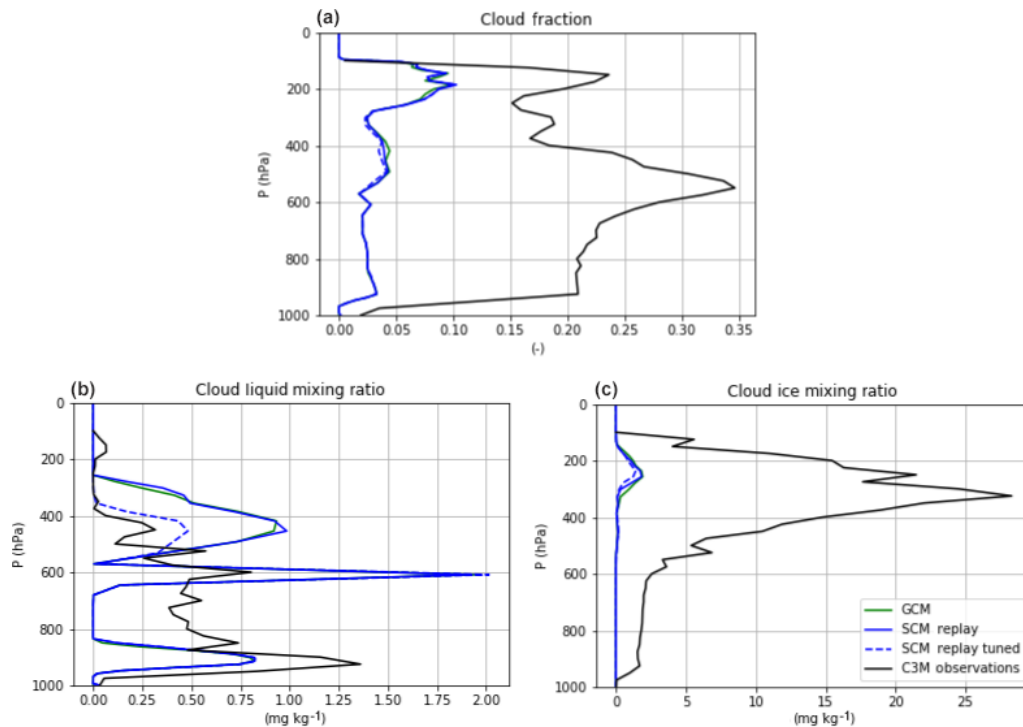 (a)
Cloud fraction
0
200
400
600
800
1000
P (hPa)
0.00 0.05 0.10 0.15 0.20 0.25 0.30 0.35
(-)
(b)
Cloud liquid mixing ratio
0
200
400
600
800
1000
P (hPa)
0.00 0.25 0.50 0.75 1.00 1.25 1.50 1.75 2.00
(mg kg⁻¹)
(c)
Cloud ice mixing ratio
0
200
400
600
800
1000
P (hPa)
0 5 10 15 20 25
(mg kg⁻¹)
GCM
SCM replay
SCM replay tuned
C3M observations